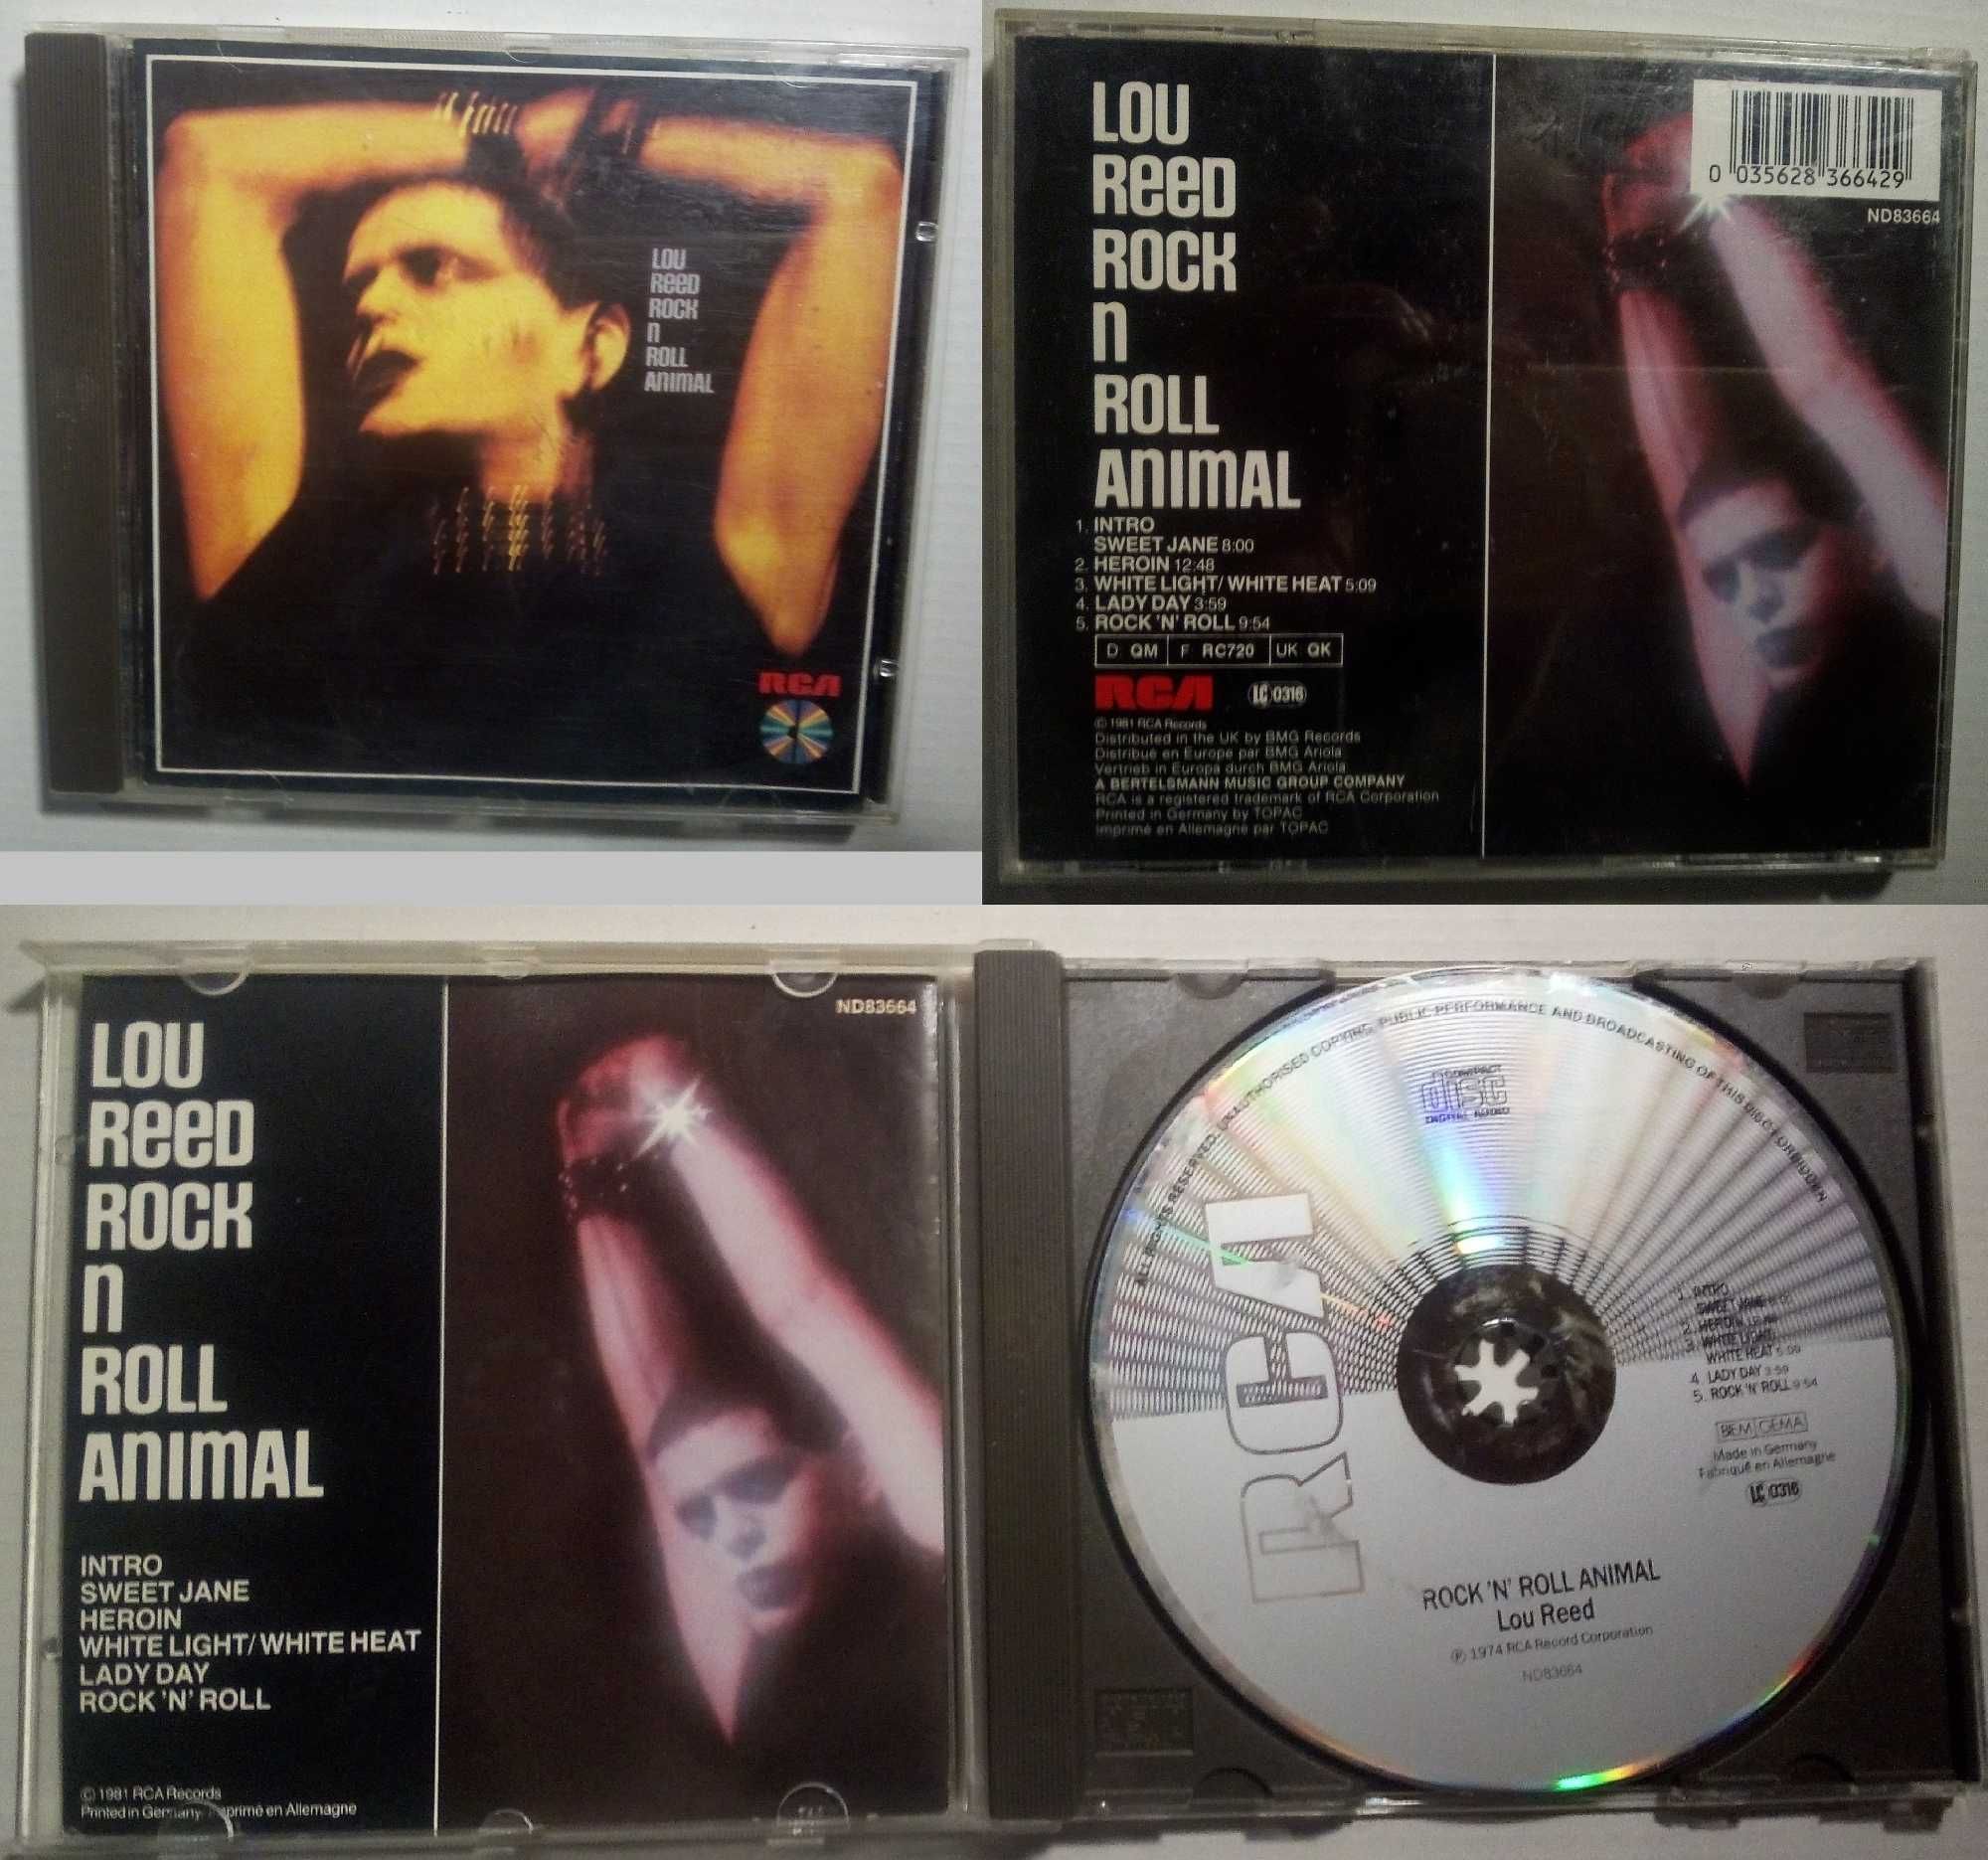 LOU
REED
ROCK
N
ROLL
ANIMAL
RCA
LOU
REED
ROCK
N
ROLL
ANIMAL
1. INTRO
SWEET JANE 8:00
2. HEROIN 12:48
3. WHITE LIGHT/WHITE HEAT 5:09
4. LADY DAY 3:59
5. ROCK 'N' ROLL 9:54
D QM F RC720 UK QK
RCA LC 0316
© 1981 RCA Records
Distributed in the UK by BMG Records
Distribué en Europe par BMG Ariola
Vertrieb in Europa durch BMG Ariola
A BERTELSMANN MUSIC GROUP COMPANY
RCA is a registered trademark of RCA Corporation
Printed in Germany by TOPAC
Imprimé en Allemagne par TOPAC
0 035628 366429
ND83664
LOU
REED
ROCK
N
ROLL
ANIMAL
INTRO
SWEET JANE
HEROIN
WHITE LIGHT/WHITE HEAT
LADY DAY
ROCK 'N' ROLL
© 1981 RCA Records
Printed in Germany Imprimé en Allemagne
ND83664
ALL RIGHTS RESERVED. UNAUTHORISED COPYING, PUBLIC PERFORMANCE AND BROADCASTING OF THIS DISC FORBIDDEN
COMPACT
disc
DIGITAL AUDIO
RCA
1. INTRO
SWEET JANE
2. HEROIN
3. WHITE LIGHT
WHITE HEAT 5:09
4. LADY DAY 3:59
5. ROCK 'N' ROLL 9:54
BIEM GEMA
Made in Germany
Fabriqué en Allemagne
LC 0316
ROCK 'N' ROLL ANIMAL
Lou Reed
℗ 1974 RCA Record Corporation
ND83664